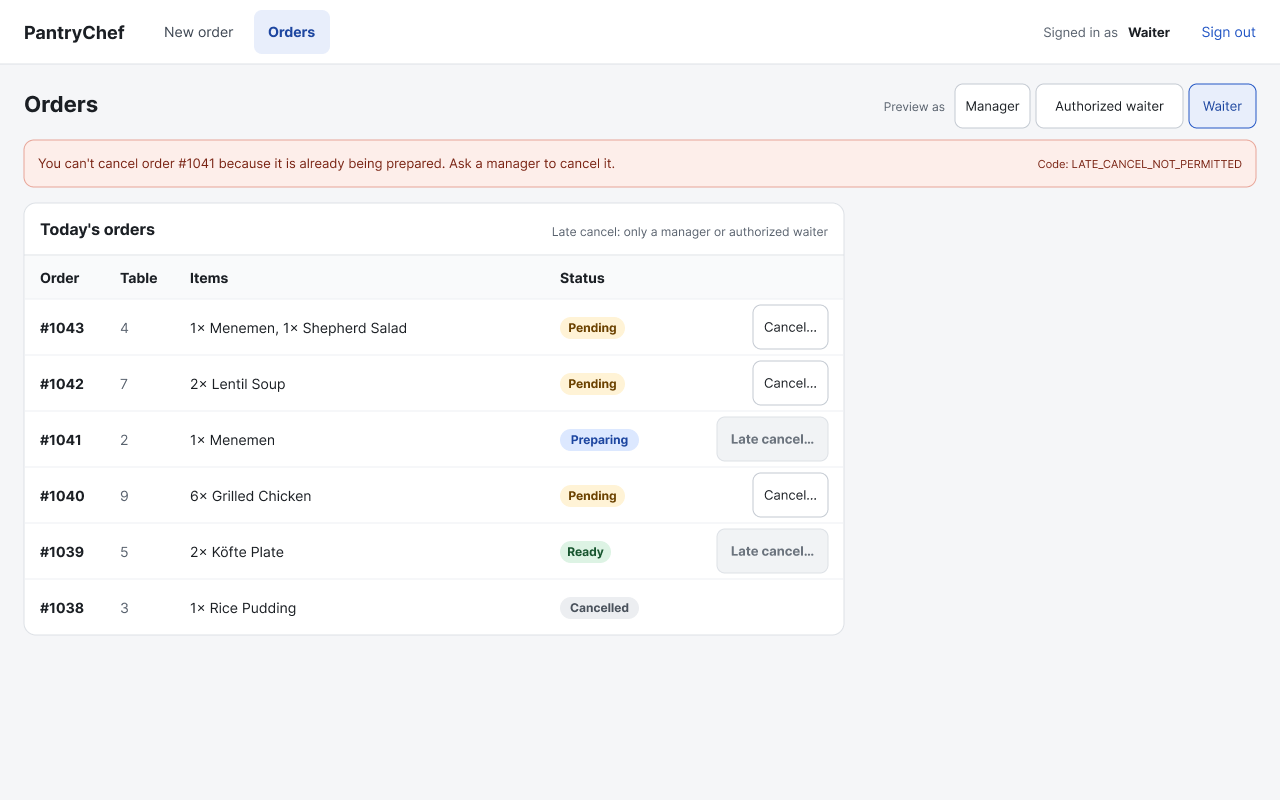 PantryChef New order Orders Signed in as Waiter Sign out
Orders Preview as Manager Authorized waiter Waiter
You can't cancel order #1041 because it is already being prepared. Ask a manager to cancel it. Code: LATE_CANCEL_NOT_PERMITTED
Today's orders Late cancel: only a manager or authorized waiter
Order Table Items Status
#1043 4 1× Menemen, 1× Shepherd Salad Pending Cancel…
#1042 7 2× Lentil Soup Pending Cancel…
#1041 2 1× Menemen Preparing Late cancel…
#1040 9 6× Grilled Chicken Pending Cancel…
#1039 5 2× Köfte Plate Ready Late cancel…
#1038 3 1× Rice Pudding Cancelled